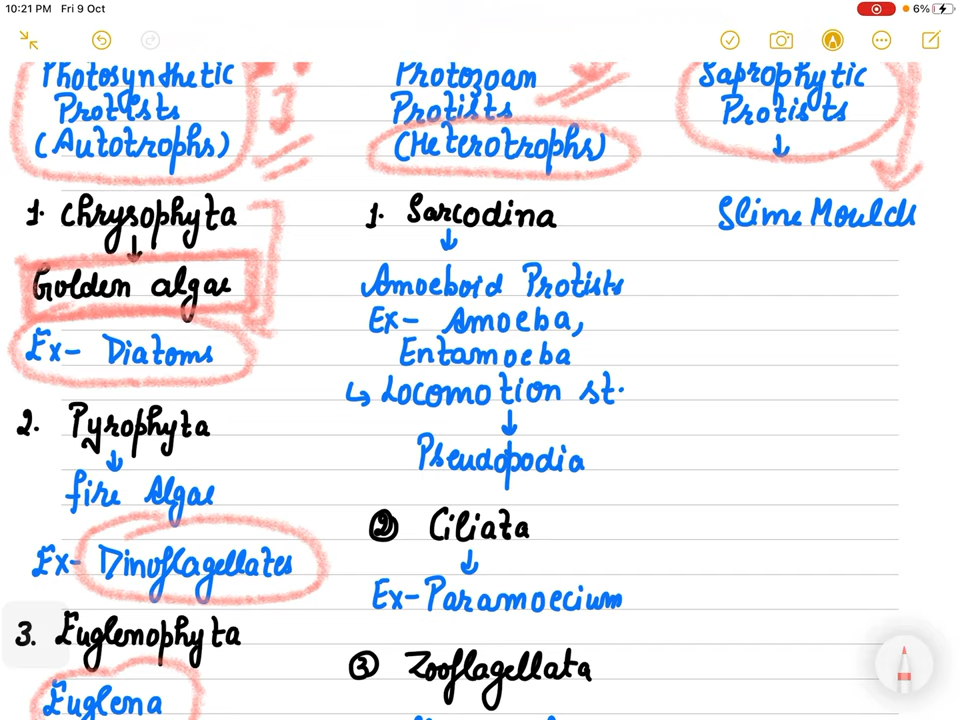 10:21 PM Fri 9 Oct
6%
Photosynthetic
Protists
(Autotrophs)
1. Chrysophyta
↓
Golden algae
Ex- Diatoms
2. Pyrophyta
↓
fire Algae
Ex- Dinoflagellates
3. Euglenophyta
Euglena
Protozoan
Protists
(Heterotrophs)
1. Sarcodina
↓
Amoeboid Protists
Ex- Amoeba,
Entamoeba
↳ Locomotion st.
↓
Pseudopodia
② Ciliata
↓
Ex- Paramoecium
③ Zooflagellata
Saprophytic
Protists
↓
Slime Moulds